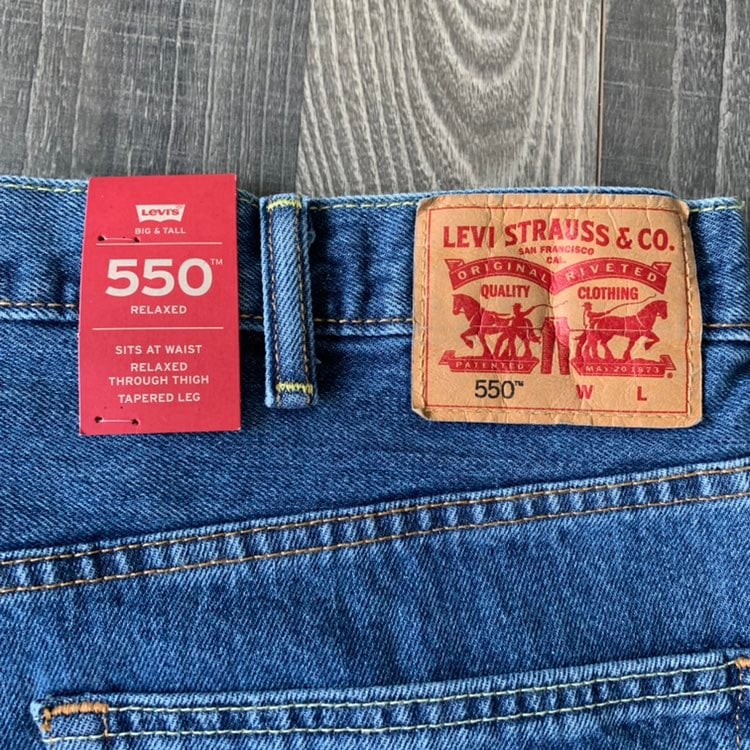 Levi's
BIG & TALL
550™
RELAXED
SITS AT WAIST
RELAXED
THROUGH THIGH
TAPERED LEG
LEVI STRAUSS & CO.
SAN FRANCISCO
CAL.
ORIGINAL RIVETED
QUALITY CLOTHING
PATENTED MAY 20 1873
550™ W L